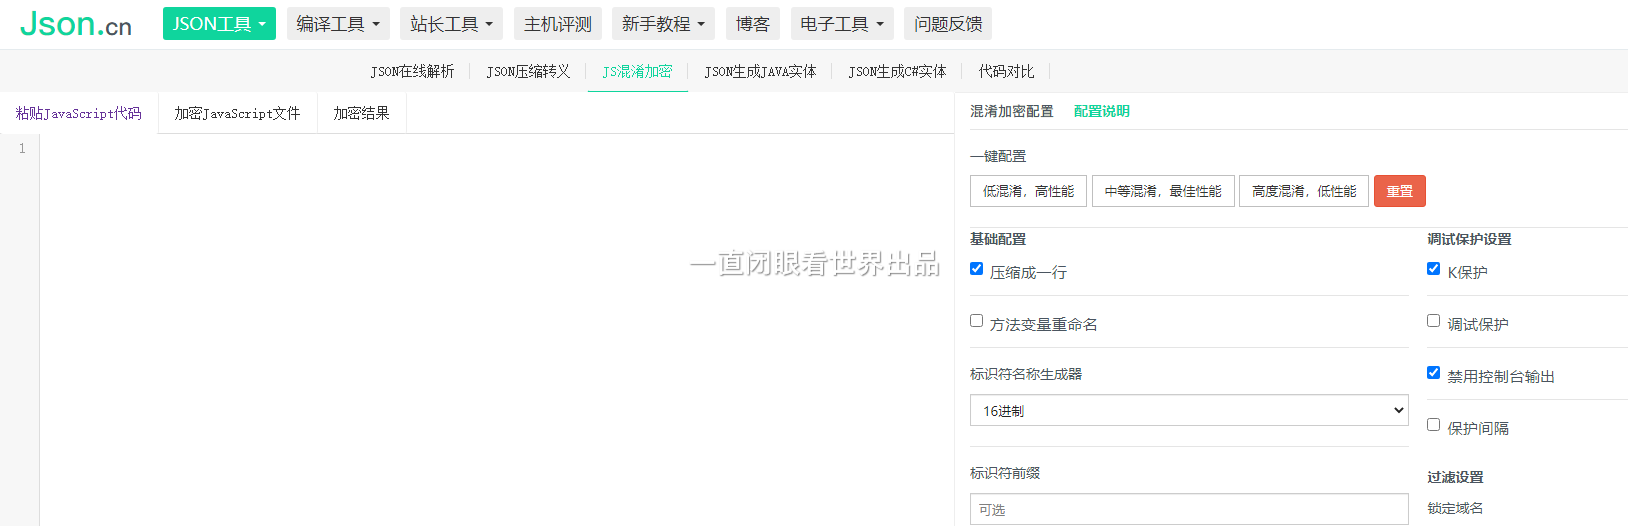 Json.cn JSON工具 编译工具 站长工具 主机评测 新手教程 博客 电子工具 问题反馈
JSON在线解析 JSON压缩转义 JS混淆加密 JSON生成JAVA实体 JSON生成C#实体 代码对比
粘贴JavaScript代码 加密JavaScript文件 加密结果
1
一直闭眼看世界出品
混淆加密配置 配置说明
一键配置
低混淆，高性能 中等混淆，最佳性能 高度混淆，低性能 重置
基础配置
压缩成一行
方法变量重命名
标识符名称生成器
16进制
标识符前缀
可选
调试保护设置
K保护
调试保护
禁用控制台输出
保护间隔
过滤设置
锁定域名